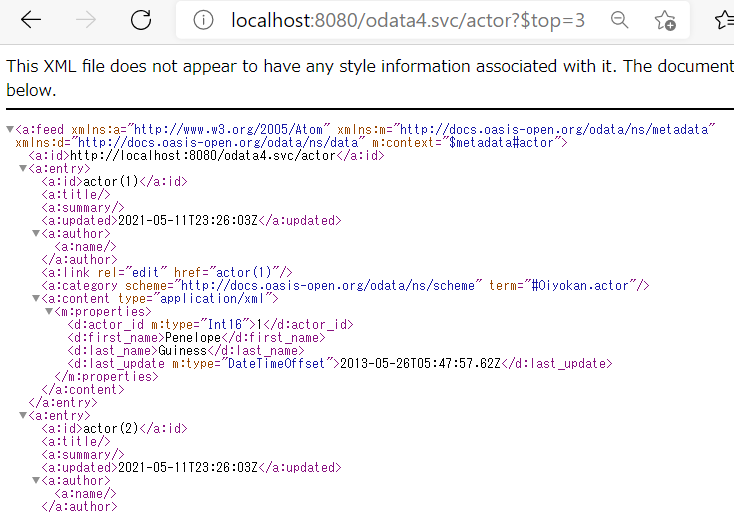 localhost:8080/odata4.svc/actor?$top=3
This XML file does not appear to have any style information associated with it. The document
below.
▼<a:feed xmlns:a="http://www.w3.org/2005/Atom" xmlns:m="http://docs.oasis-open.org/odata/ns/metadata"
xmlns:d="http://docs.oasis-open.org/odata/ns/data" m:context="$metadata#actor">
<a:id>http://localhost:8080/odata4.svc/actor</a:id>
▼<a:entry>
<a:id>actor(1)</a:id>
<a:title/>
<a:summary/>
<a:updated>2021-05-11T23:26:03Z</a:updated>
▼<a:author>
<a:name/>
</a:author>
<a:link rel="edit" href="actor(1)"/>
<a:category scheme="http://docs.oasis-open.org/odata/ns/scheme" term="#Oiyokan.actor"/>
▼<a:content type="application/xml">
▼<m:properties>
<d:actor_id m:type="Int16">1</d:actor_id>
<d:first_name>Penelope</d:first_name>
<d:last_name>Guiness</d:last_name>
<d:last_update m:type="DateTimeOffset">2013-05-26T05:47:57.62Z</d:last_update>
</m:properties>
</a:content>
</a:entry>
▼<a:entry>
<a:id>actor(2)</a:id>
<a:title/>
<a:summary/>
<a:updated>2021-05-11T23:26:03Z</a:updated>
▼<a:author>
<a:name/>
</a:author>